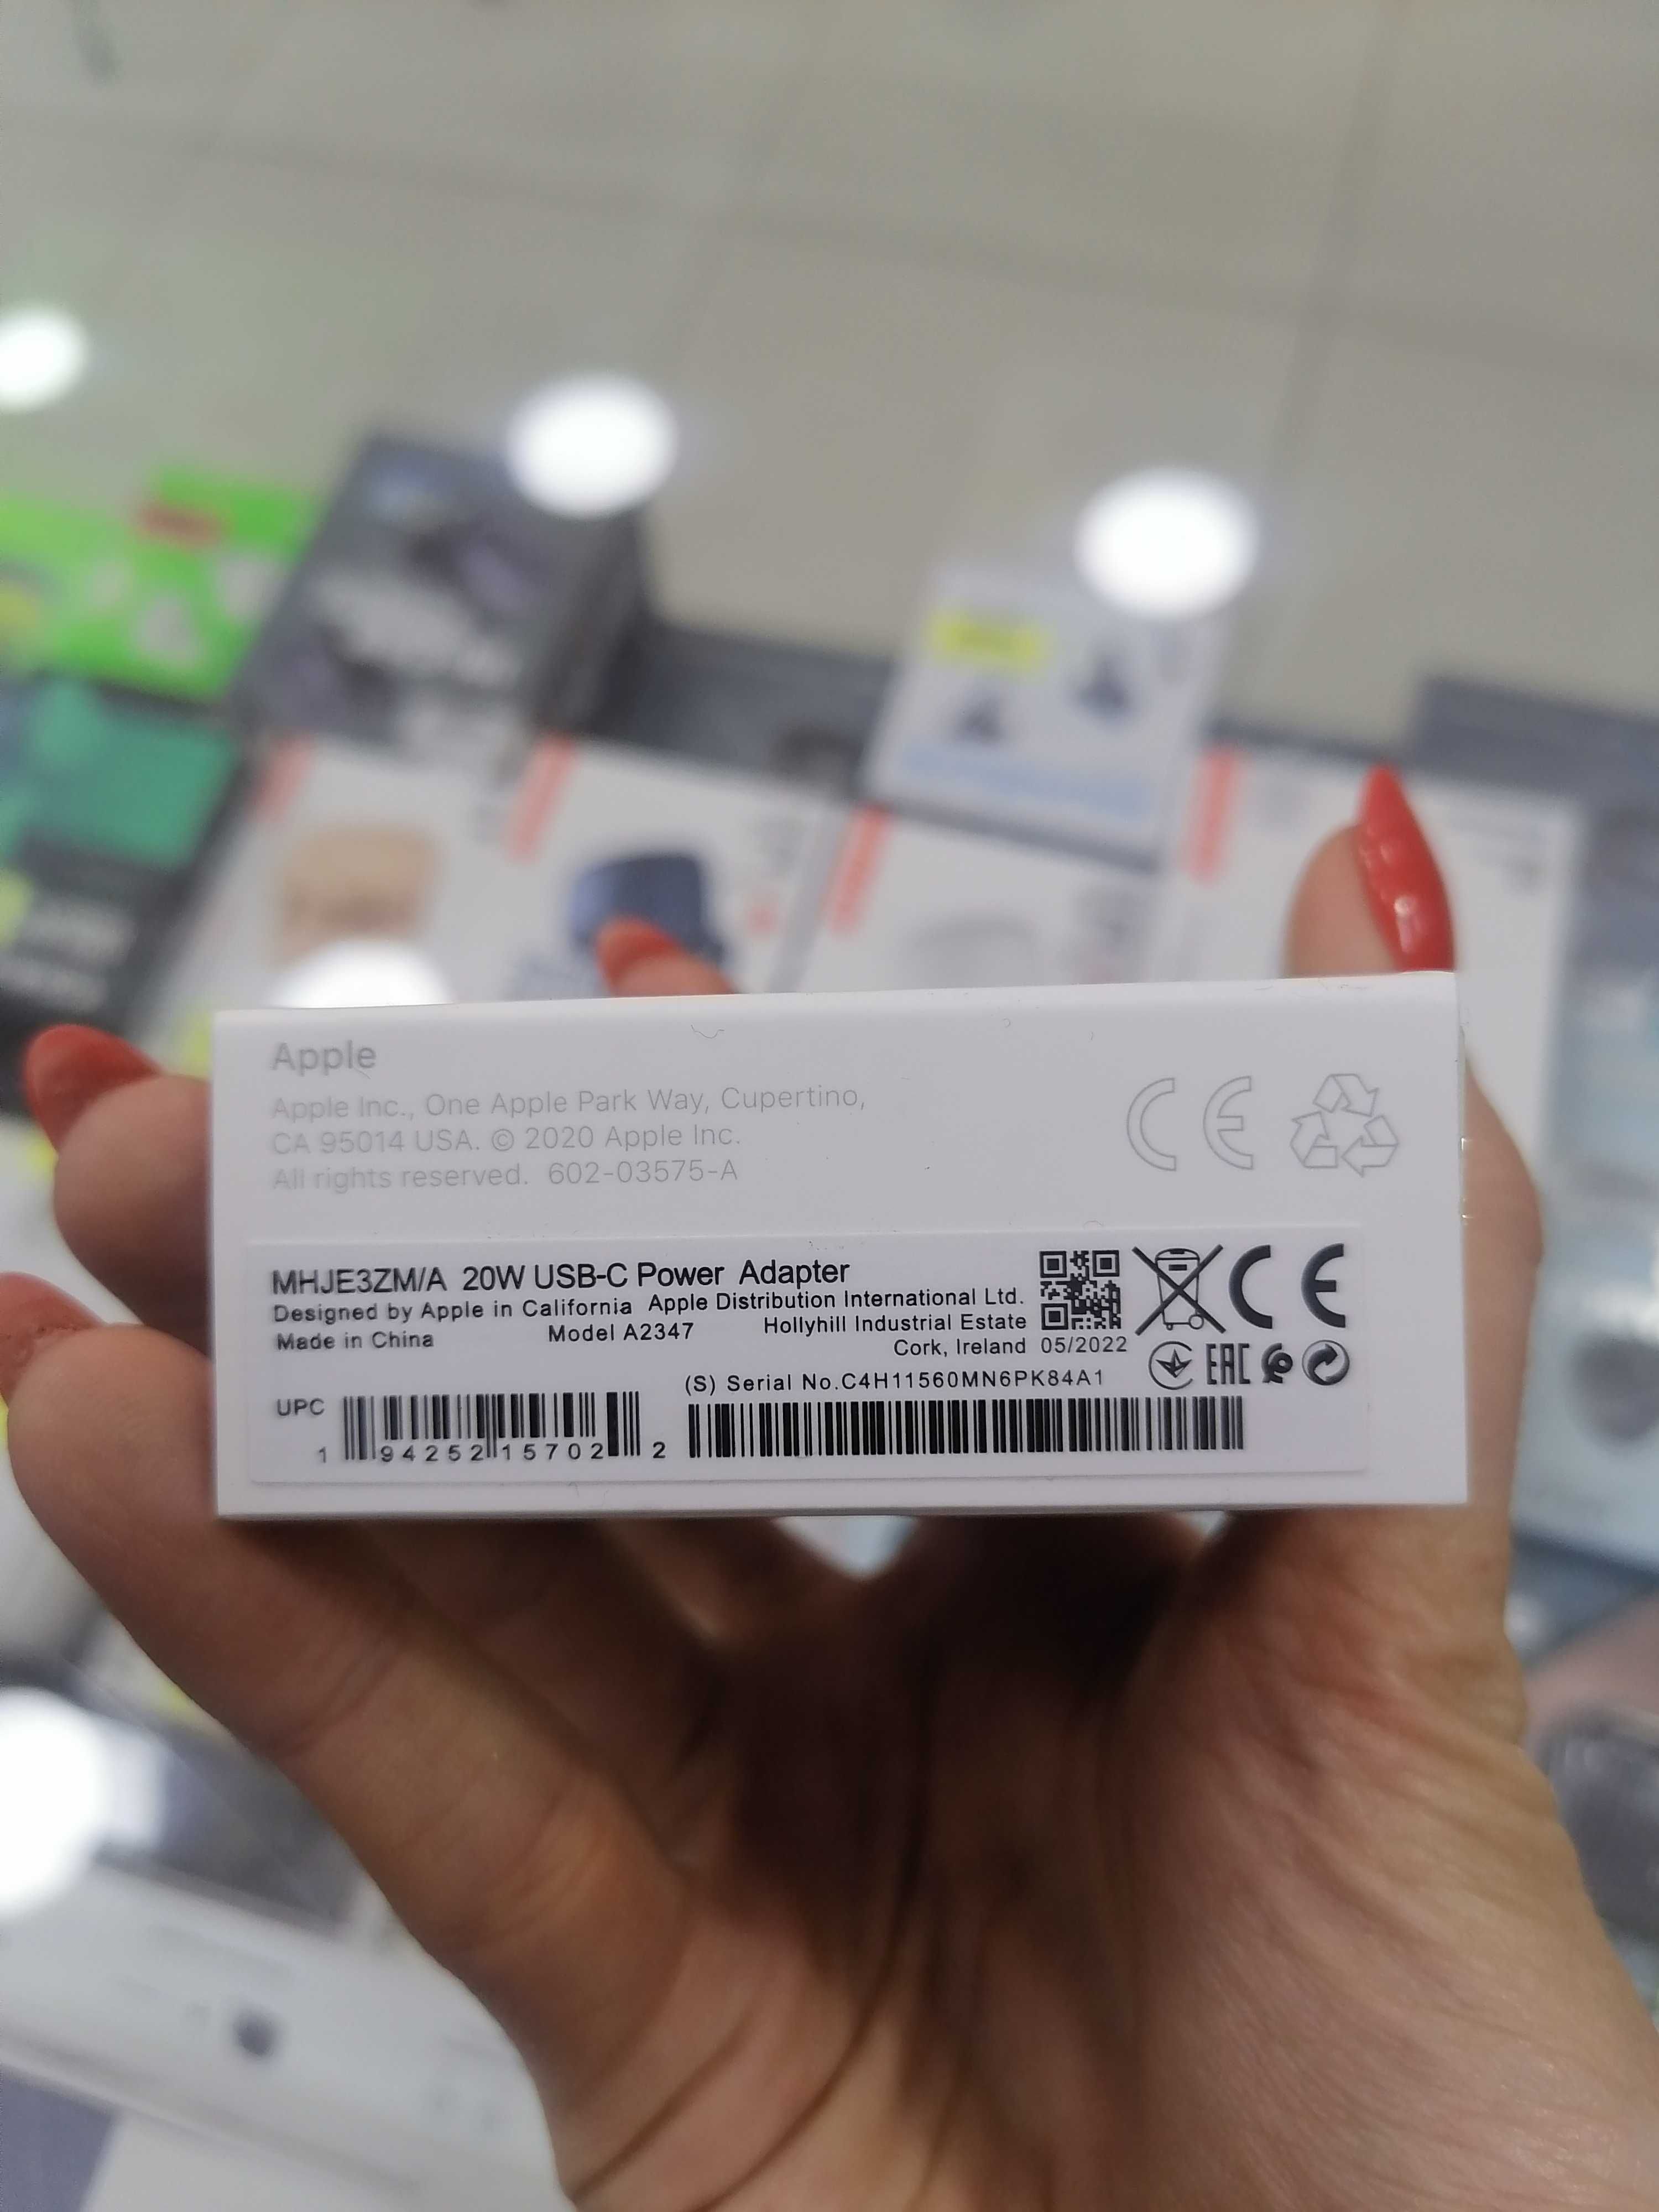 Apple
Apple Inc., One Apple Park Way, Cupertino,
CA 95014 USA. © 2020 Apple Inc.
All rights reserved. 602-03575-A
CE
MHJE3ZM/A 20W USB-C Power Adapter
Designed by Apple in California Apple Distribution International Ltd.
Made in China Model A2347 Hollyhill Industrial Estate
Cork, Ireland 05/2022
CE
EAC
(S) Serial No.C4H11560MN6PK84A1
UPC
1 94252 15702 2